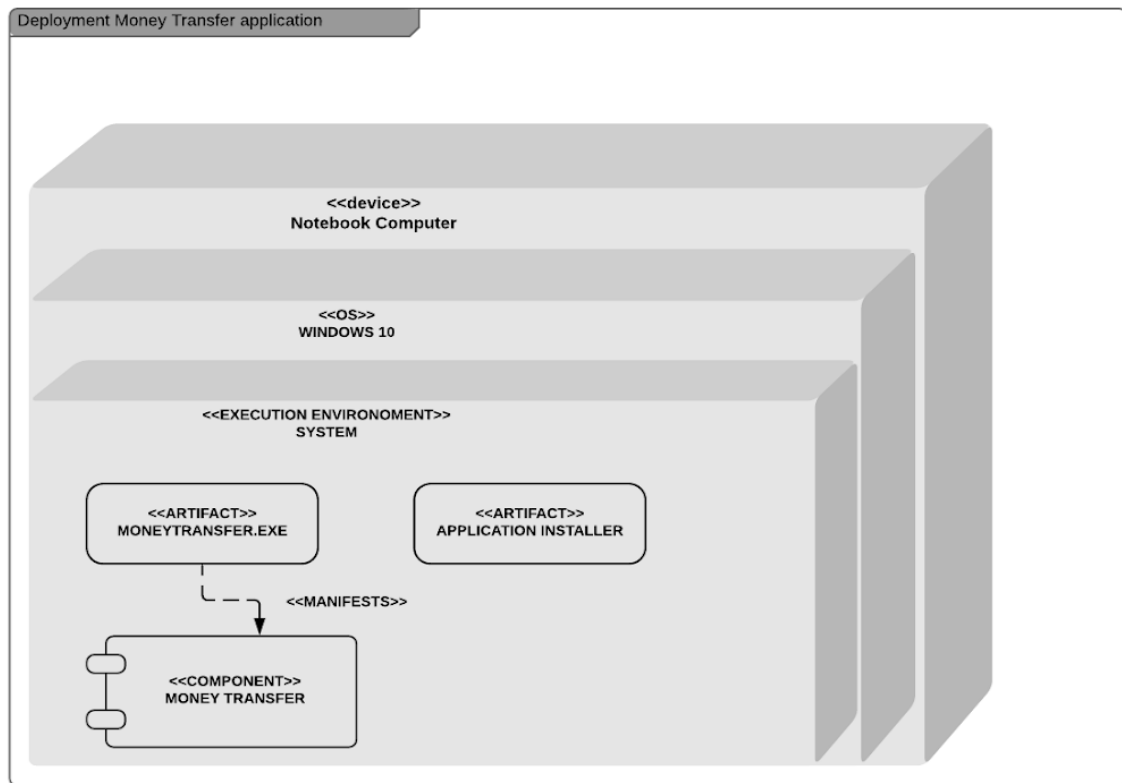 Deployment Money Transfer application
<<device>>
Notebook Computer
<<OS>>
WINDOWS 10
<<EXECUTION ENVIRONOMENT>>
SYSTEM
<<ARTIFACT>>
MONEYTRANSFER.EXE
<<ARTIFACT>>
APPLICATION INSTALLER
<<MANIFESTS>>
<<COMPONENT>>
MONEY TRANSFER